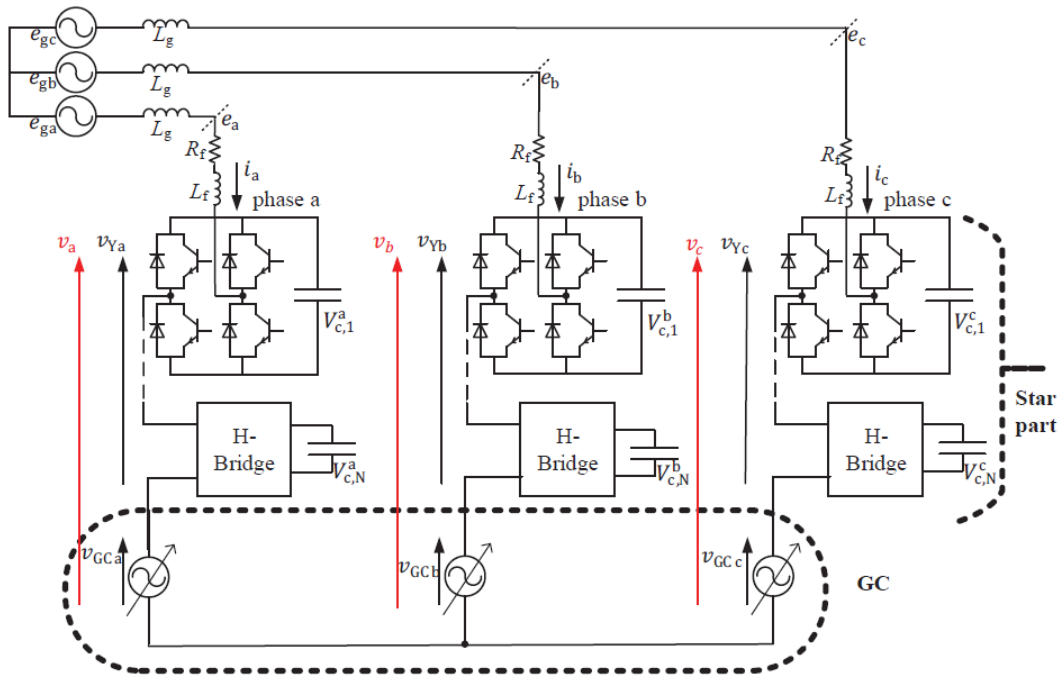 e_gc L_g e_c
e_gb L_g e_b
e_ga L_g e_a
R_f R_f R_f
i_a i_b i_c
L_f phase a L_f phase b L_f phase c
v_a v_Ya v_b v_Yb v_c v_Yc
V^a_c,1 V^b_c,1 V^c_c,1
Star
part
H- H- H-
Bridge Bridge Bridge
V^a_c,N V^b_c,N V^c_c,N
v_GC a v_GC b v_GC c GC